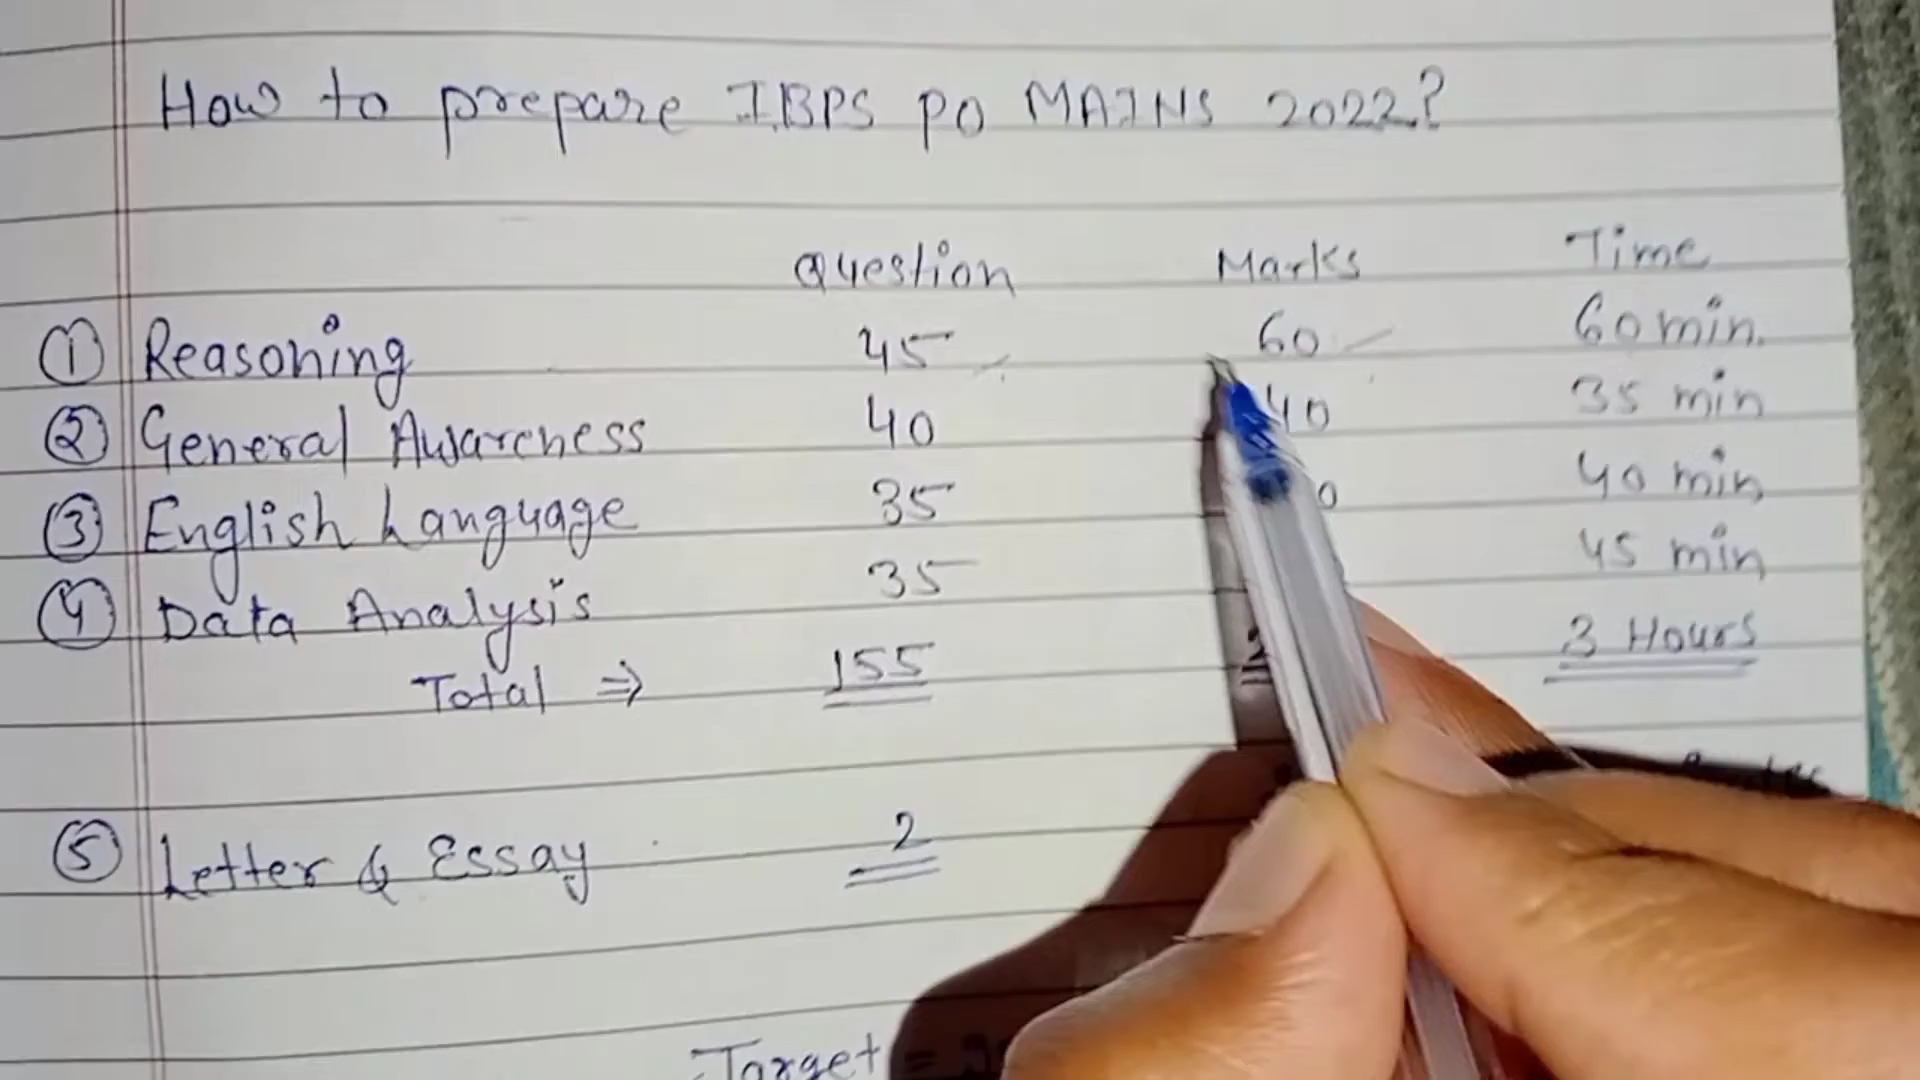 How to prepare IBPS PO MAINS 2022?
Question Marks Time
① Reasoning 45 60 60 min.
② General Awareness 40 40 35 min
③ English Language 35 40 min
④ Data Analysis 35 45 min
Total ⇒ 155 3 Hours
⑤ Letter & Essay 2
Target =